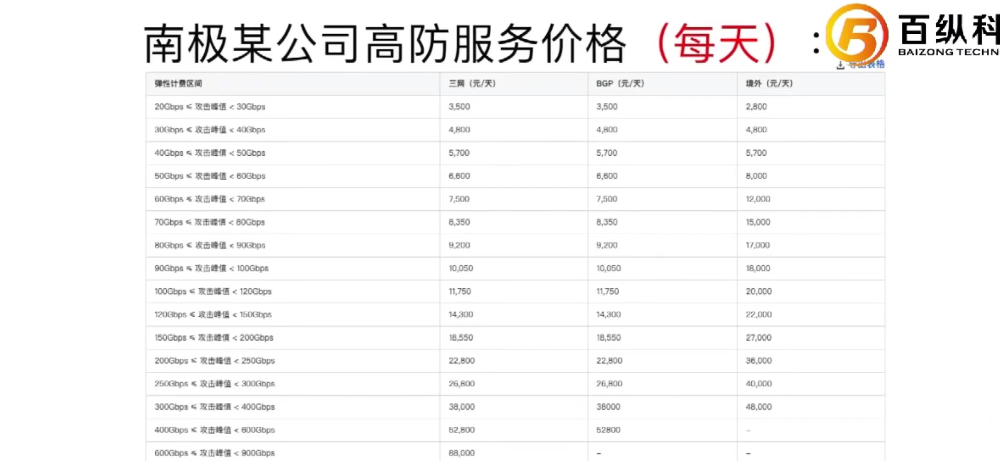 南极某公司高防服务价格（每天）：
百纵科
BAIZONG TECHN
导出表格
弹性计费区间 三网（元/天） BGP（元/天） 境外（元/天）
20Gbps ≤ 攻击峰值 < 30Gbps 3,500 3,500 2,800
30Gbps ≤ 攻击峰值 < 40Gbps 4,800 4,800 4,800
40Gbps ≤ 攻击峰值 < 50Gbps 5,700 5,700 5,700
50Gbps ≤ 攻击峰值 < 60Gbps 6,600 6,600 8,000
60Gbps ≤ 攻击峰值 < 70Gbps 7,500 7,500 12,000
70Gbps ≤ 攻击峰值 < 80Gbps 8,350 8,350 15,000
80Gbps ≤ 攻击峰值 < 90Gbps 9,200 9,200 17,000
90Gbps ≤ 攻击峰值 < 100Gbps 10,050 10,050 18,000
100Gbps ≤ 攻击峰值 < 120Gbps 11,750 11,750 20,000
120Gbps ≤ 攻击峰值 < 150Gbps 14,300 14,300 22,000
150Gbps ≤ 攻击峰值 < 200Gbps 18,550 18,550 27,000
200Gbps ≤ 攻击峰值 < 250Gbps 22,800 22,800 36,000
250Gbps ≤ 攻击峰值 < 300Gbps 26,800 26,800 40,000
300Gbps ≤ 攻击峰值 < 400Gbps 38,000 38000 48,000
400Gbps ≤ 攻击峰值 < 600Gbps 52,800 52800 –
600Gbps ≤ 攻击峰值 < 900Gbps 88,000 – –